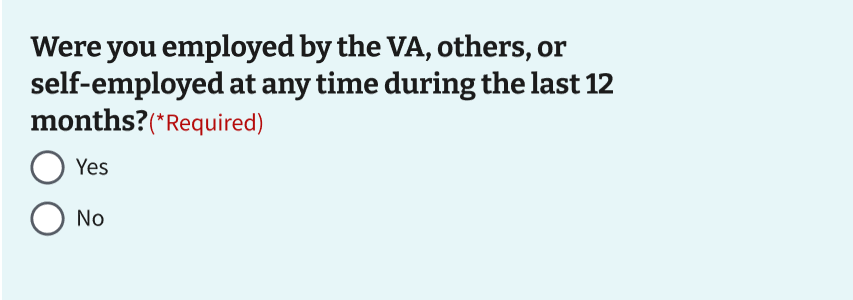 Were you employed by the VA, others, or
self-employed at any time during the last 12
months?(*Required)
Yes
No